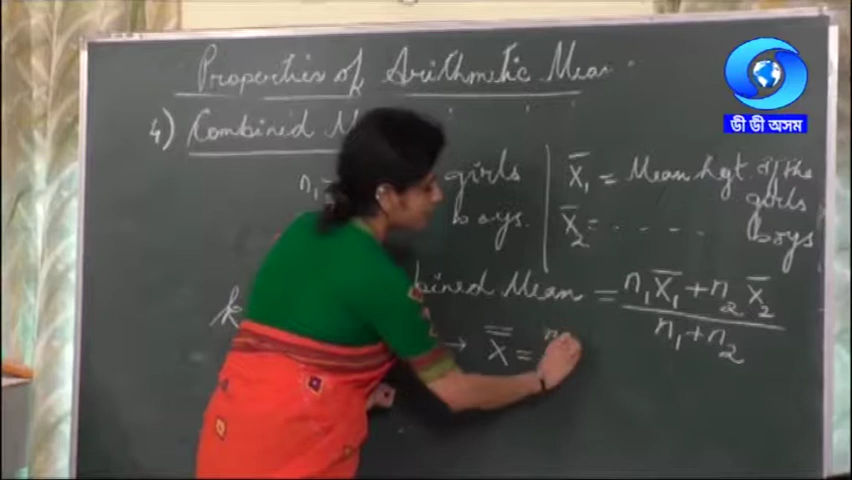 Properties of Arithmetic Mean
4) Combined
n₁ girls | X̄₁ = Mean Hgt. of the girls
boys. | X̄₂ = . . . . . boys
Mean = n₁X̄₁ + n₂X̄₂ / n₁ + n₂
→ X̿ = n
ডী ডী অসম